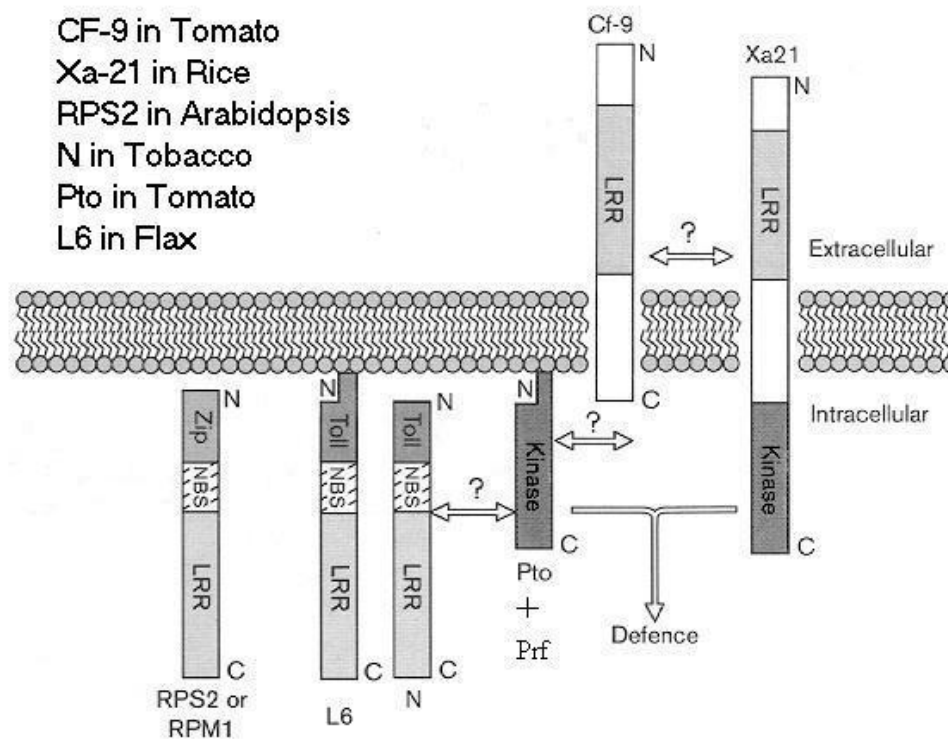 CF-9 in Tomato
Xa-21 in Rice
RPS2 in Arabidopsis
N in Tobacco
Pto in Tomato
L6 in Flax
Cf-9
N
LRR
C
Xa21
N
LRR
Kinase
C
?
Extracellular
Intracellular
N
Zip
NBS
LRR
C
RPS2 or
RPM1
N
Toll
NBS
LRR
C
L6
N
Toll
NBS
LRR
C
N
?
N
Kinase
C
Pto
+
Prf
?
Defence